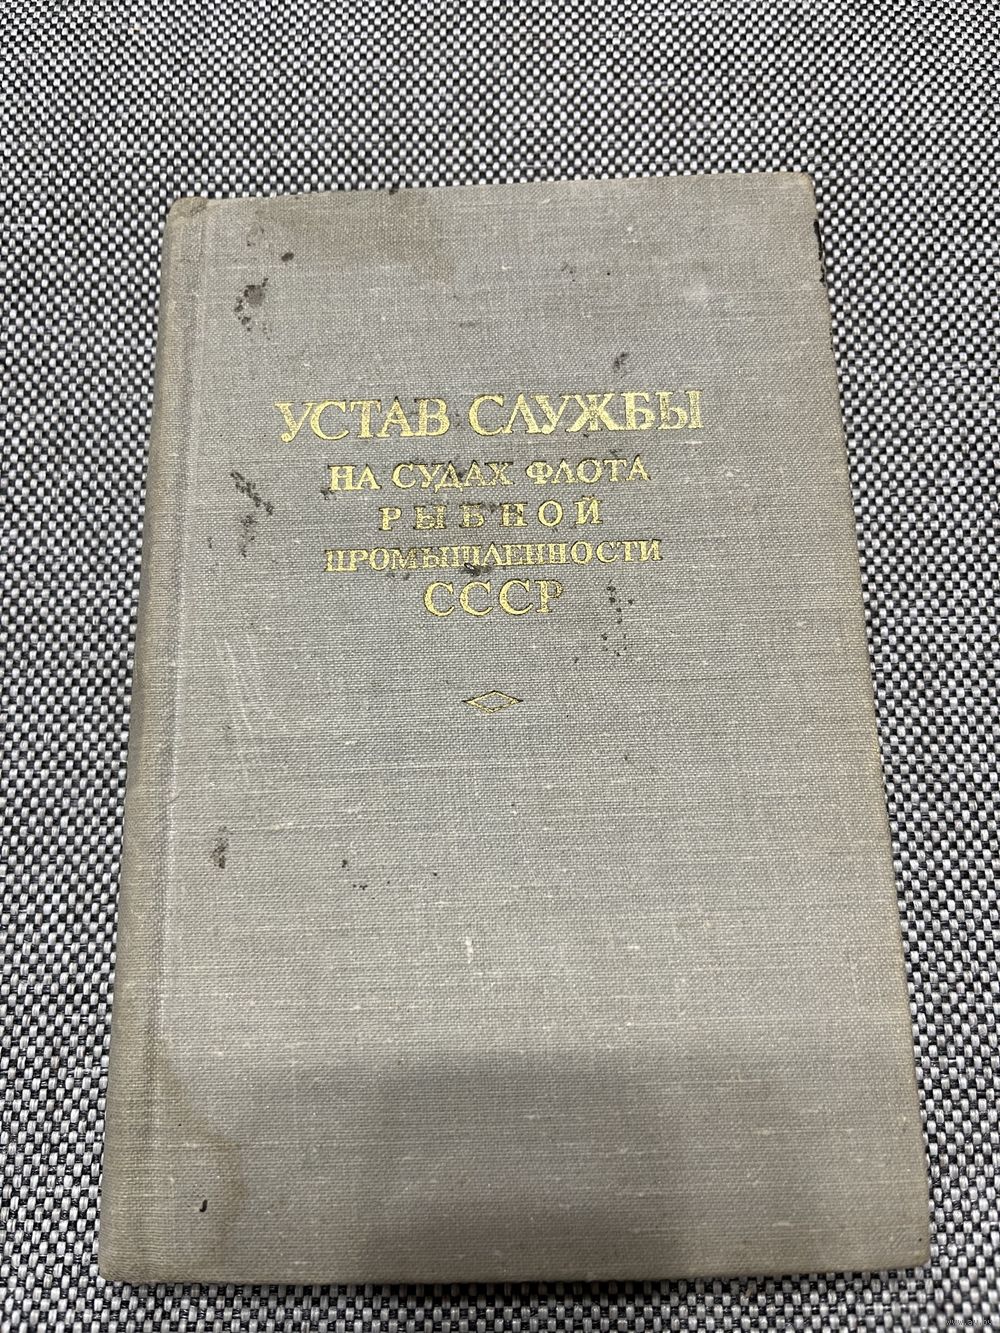 УСТАВ СЛУЖБЫ
НА СУДАХ ФЛОТА
РЫБНОЙ
ПРОМЫШЛЕННОСТИ
СССР